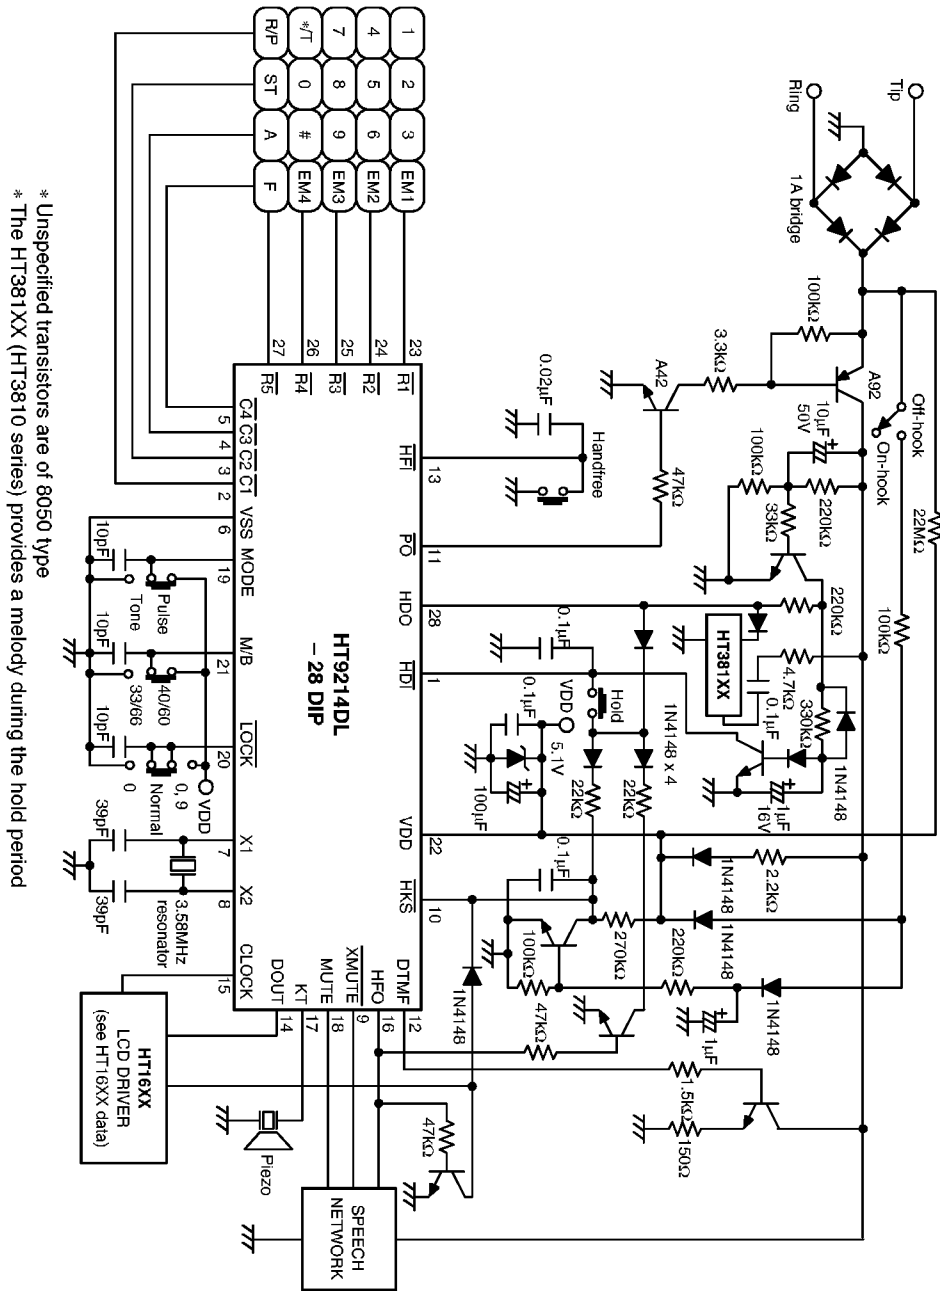 Tip
Ring
1A bridge
100kΩ
3.3kΩ
A92
A42
Off-hook
On-hook
10μF
50V
100kΩ
220kΩ
33kΩ
22MΩ
100kΩ
220kΩ
HT381XX
4.7kΩ
0.1μF
330kΩ
1N4148
1μF
16V
47kΩ
Handfree
0.02μF
0.1μF
Hold
1N4148 x 4
VDD
0.1μF
5.1V
100μF
22kΩ
22kΩ
2.2kΩ
1N4148
1N4148
1N4148
0.1μF
270kΩ
220kΩ
100kΩ
47kΩ
1μF
1N4148
1.5kΩ
150Ω
47kΩ
1 2 3 EM1
4 5 6 EM2
7 8 9 EM3
*/T 0 # EM4
R/P ST A F
23 24 25 26 27
R1 R2 R3 R4 R5
HFI 13
PO 11
HDO 28
HDI 1
VDD 22
HKS 10
HT9214DL
– 28 DIP
C4 5
C3 4
C2 3
C1 2
VSS 6
MODE 19
M/B 21
LOCK 20
X1 7
X2 8
CLOCK 15
DOUT 14
KT 17
MUTE 18
XMUTE 9
HFO 16
DTMF 12
10pF
Tone
Pulse
10pF
33/66
40/60
10pF
0
Normal
0, 9
VDD
39pF
39pF
3.58MHz
resonator
HT16XX
LCD DRIVER
(see HT16XX data)
Piezo
SPEECH
NETWORK
* Unspecified transistors are of 8050 type
* The HT381XX (HT3810 series) provides a melody during the hold period